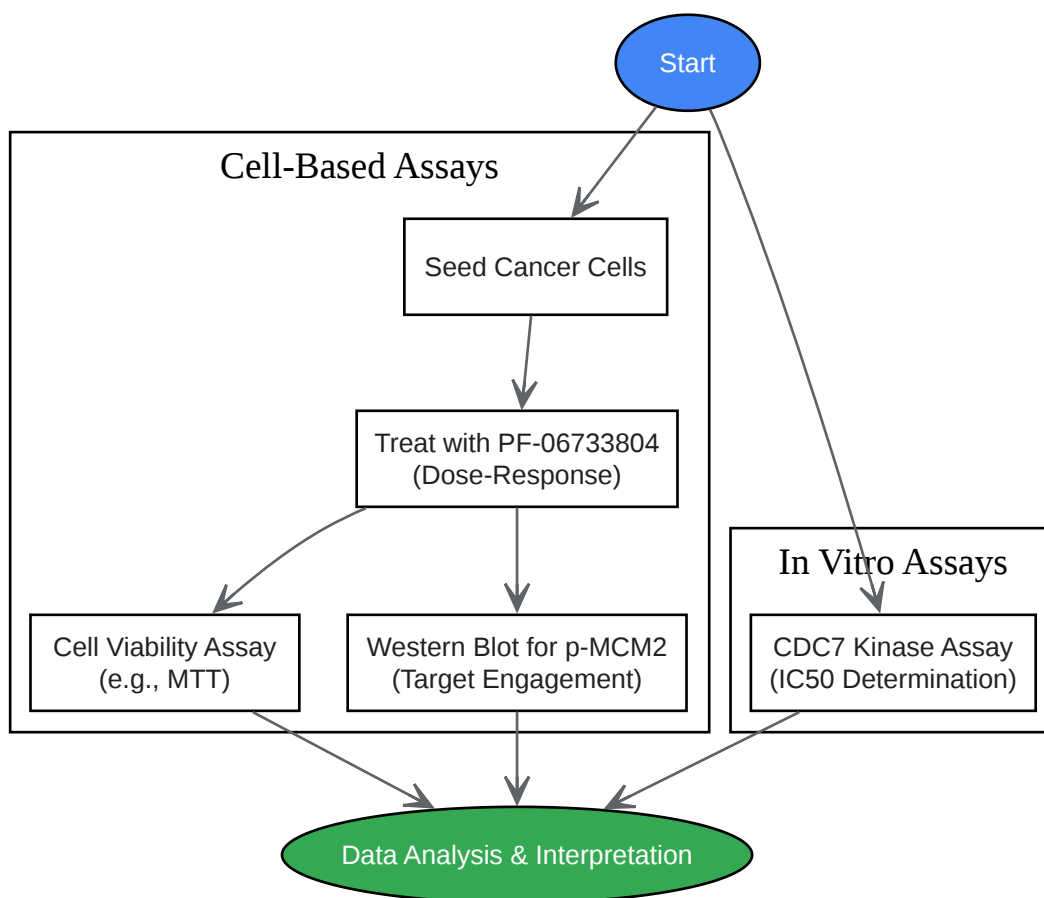 Start
Cell-Based Assays
Seed Cancer Cells
Treat with PF-06733804
(Dose-Response)
In Vitro Assays
Cell Viability Assay
(e.g., MTT)
Western Blot for p-MCM2
(Target Engagement)
CDC7 Kinase Assay
(IC50 Determination)
Data Analysis & Interpretation